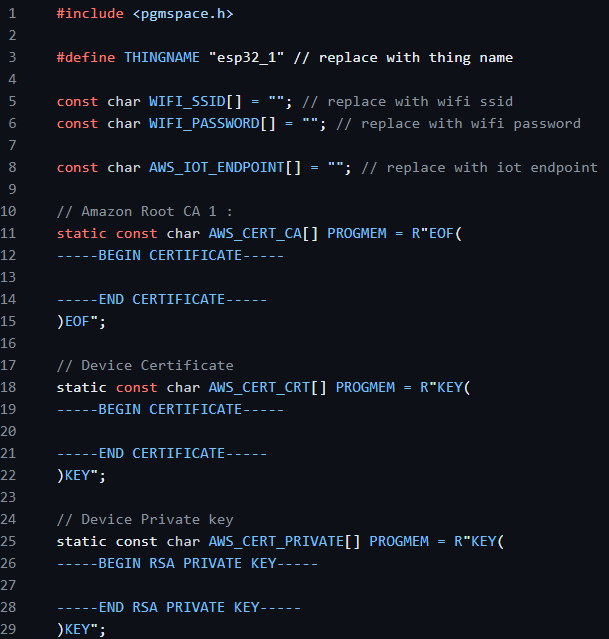 1 #include <pgmspace.h>
2
3 #define THINGNAME "esp32_1" // replace with thing name
4
5 const char WIFI_SSID[] = ""; // replace with wifi ssid
6 const char WIFI_PASSWORD[] = ""; // replace with wifi password
7
8 const char AWS_IOT_ENDPOINT[] = ""; // replace with iot endpoint
9
10 // Amazon Root CA 1 :
11 static const char AWS_CERT_CA[] PROGMEM = R"EOF(
12 -----BEGIN CERTIFICATE-----
13
14 -----END CERTIFICATE-----
15 )EOF";
16
17 // Device Certificate
18 static const char AWS_CERT_CRT[] PROGMEM = R"KEY(
19 -----BEGIN CERTIFICATE-----
20
21 -----END CERTIFICATE-----
22 )KEY";
23
24 // Device Private key
25 static const char AWS_CERT_PRIVATE[] PROGMEM = R"KEY(
26 -----BEGIN RSA PRIVATE KEY-----
27
28 -----END RSA PRIVATE KEY-----
29 )KEY";